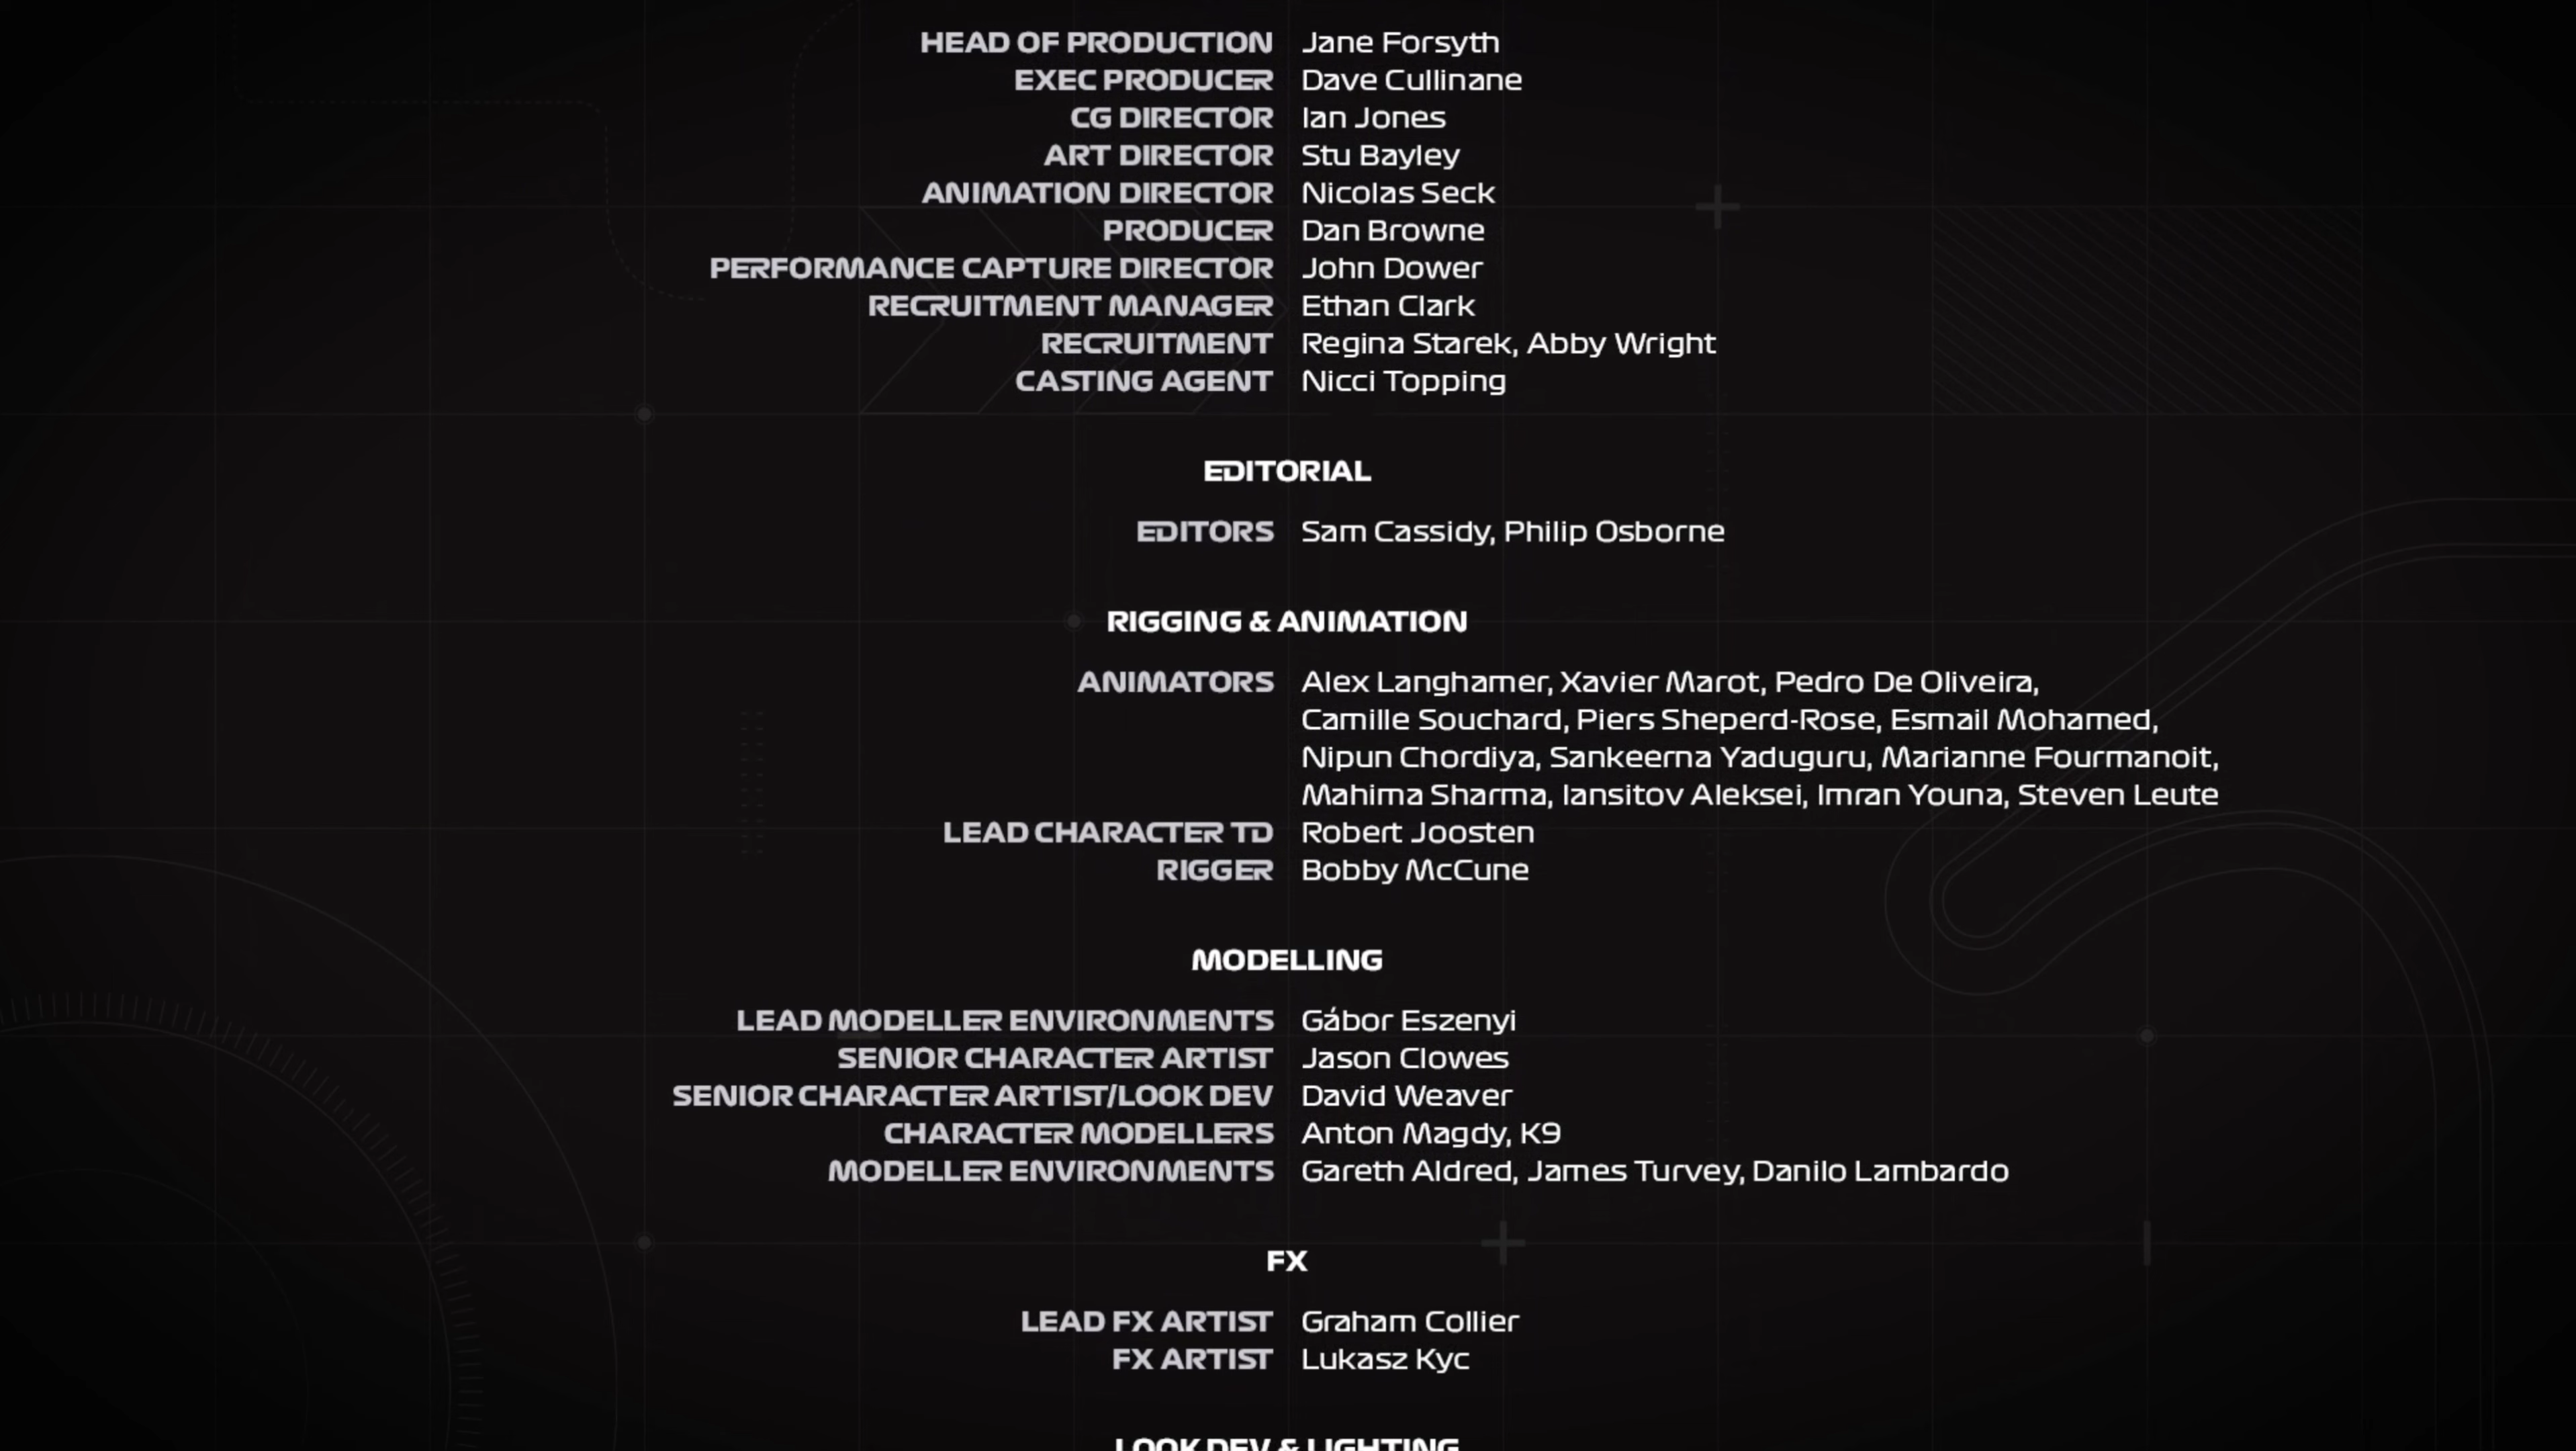 HEAD OF PRODUCTION Jane Forsyth
EXEC PRODUCER Dave Cullinane
CG DIRECTOR Ian Jones
ART DIRECTOR Stu Bayley
ANIMATION DIRECTOR Nicolas Seck
PRODUCER Dan Browne
PERFORMANCE CAPTURE DIRECTOR John Dower
RECRUITMENT MANAGER Ethan Clark
RECRUITMENT Regina Starek, Abby Wright
CASTING AGENT Nicci Topping
EDITORIAL
EDITORS Sam Cassidy, Philip Osborne
RIGGING & ANIMATION
ANIMATORS Alex Langhamer, Xavier Marot, Pedro De Oliveira,
Camille Souchard, Piers Sheperd-Rose, Esmail Mohamed,
Nipun Chordiya, Sankeerna Yaduguru, Marianne Fourmanoit,
Mahima Sharma, Iansitov Aleksei, Imran Youna, Steven Leute
LEAD CHARACTER TD Robert Joosten
RIGGER Bobby McCune
MODELLING
LEAD MODELLER ENVIRONMENTS Gábor Eszenyi
SENIOR CHARACTER ARTIST Jason Clowes
SENIOR CHARACTER ARTIST/LOOK DEV David Weaver
CHARACTER MODELLERS Anton Magdy, K9
MODELLER ENVIRONMENTS Gareth Aldred, James Turvey, Danilo Lambardo
FX
LEAD FX ARTIST Graham Collier
FX ARTIST Lukasz Kyc
LOOK DEV & LIGHTING